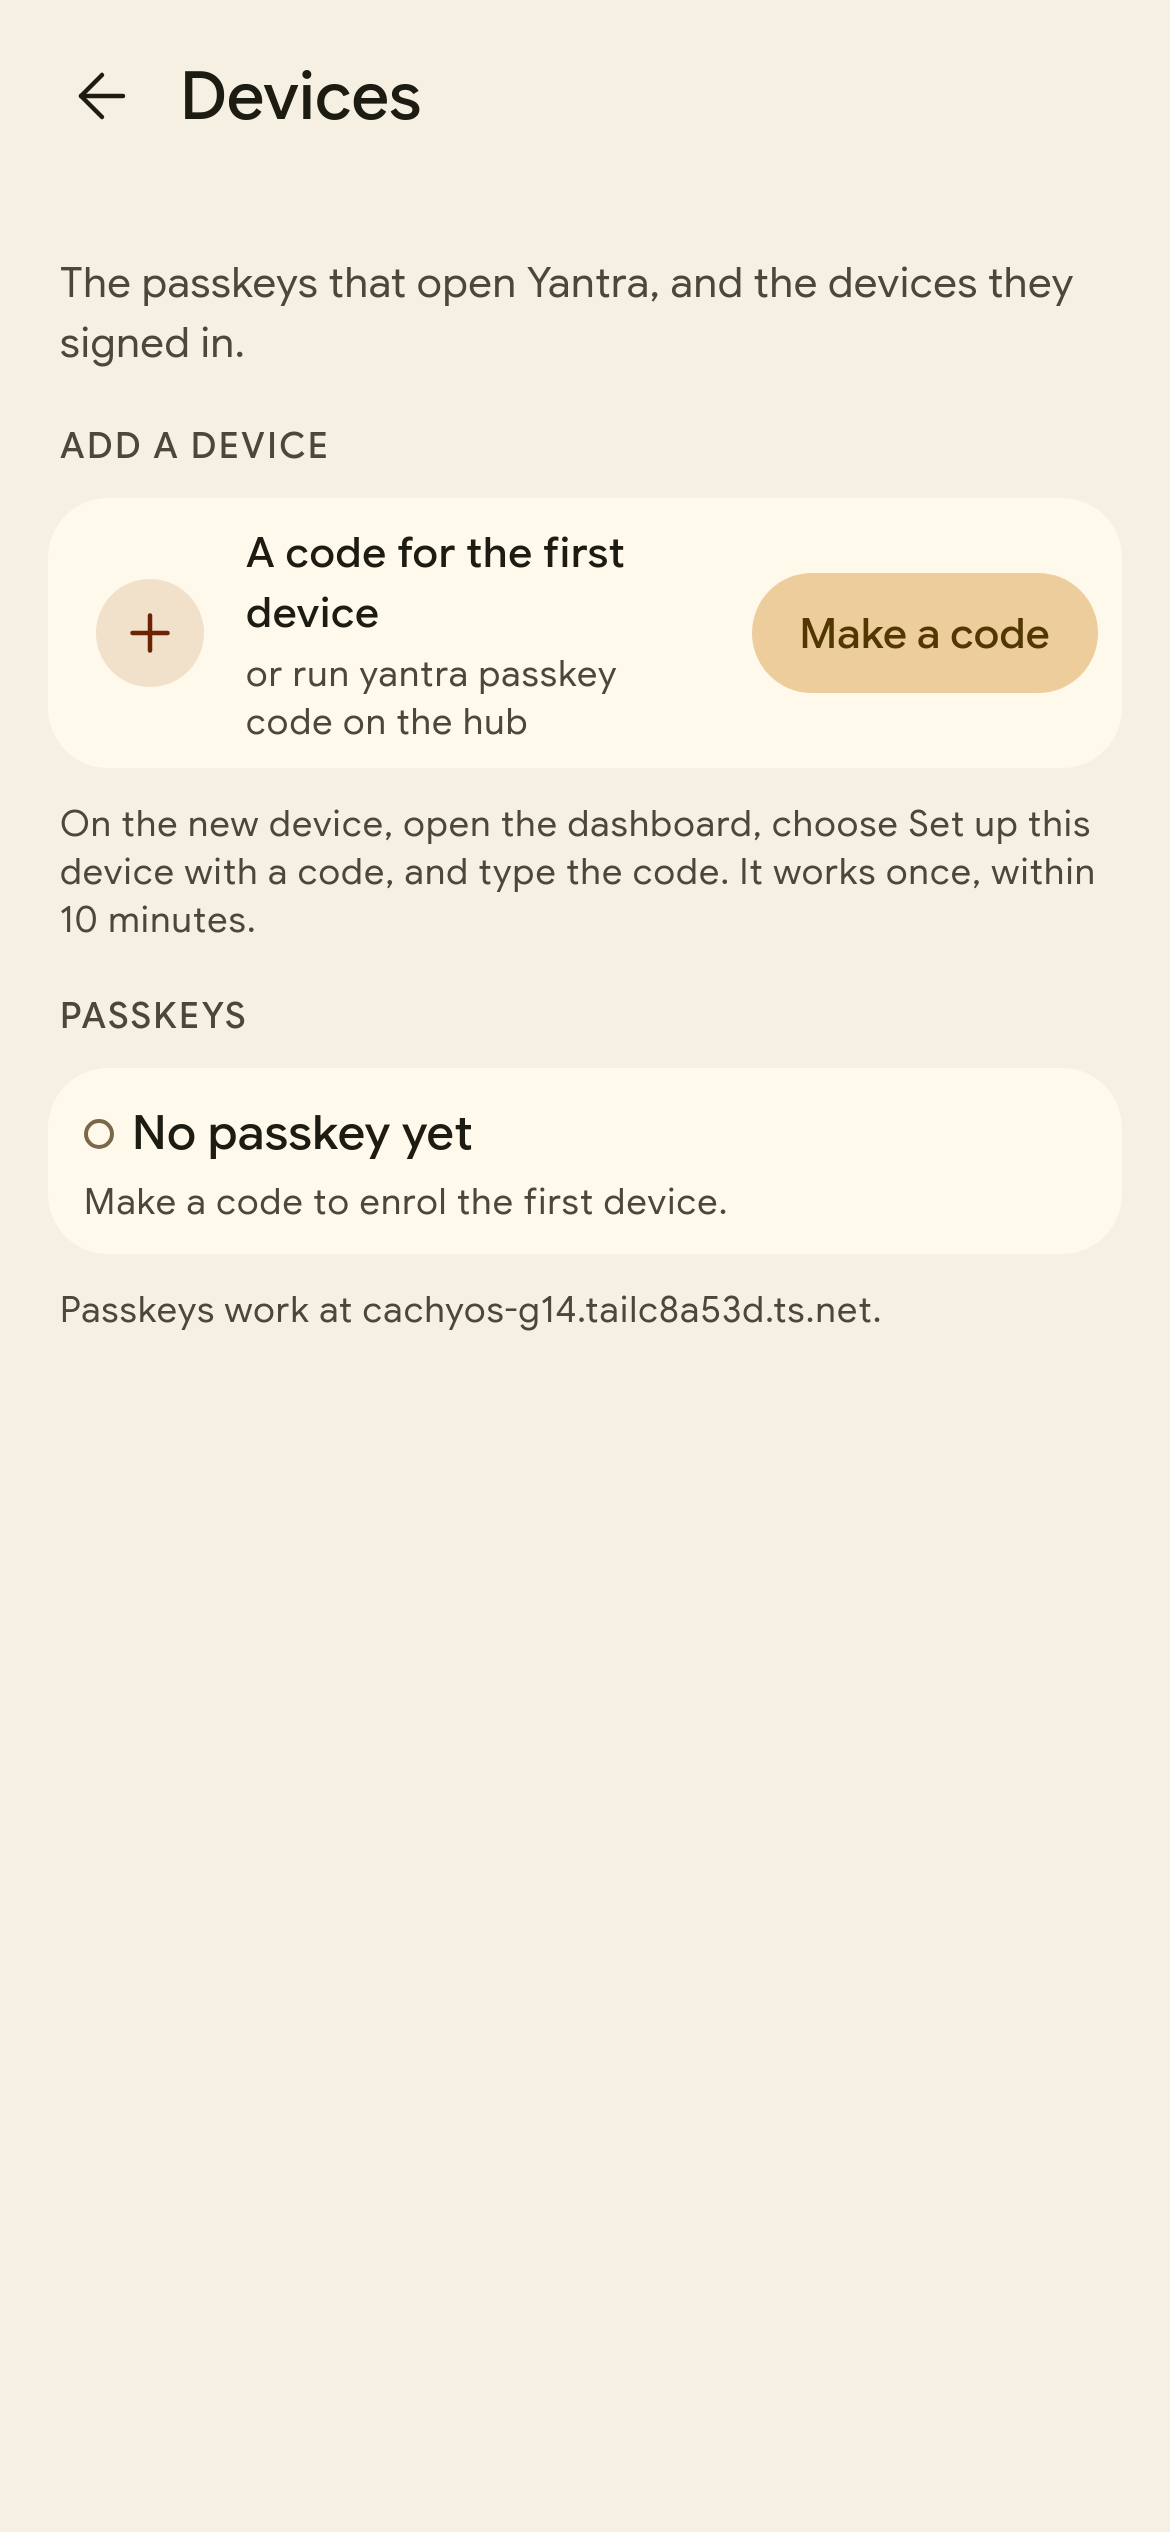 Devices
The passkeys that open Yantra, and the devices they
signed in.
ADD A DEVICE
A code for the first
device
or run yantra passkey
code on the hub
Make a code
On the new device, open the dashboard, choose Set up this
device with a code, and type the code. It works once, within
10 minutes.
PASSKEYS
No passkey yet
Make a code to enrol the first device.
Passkeys work at cachyos-g14.tailc8a53d.ts.net.